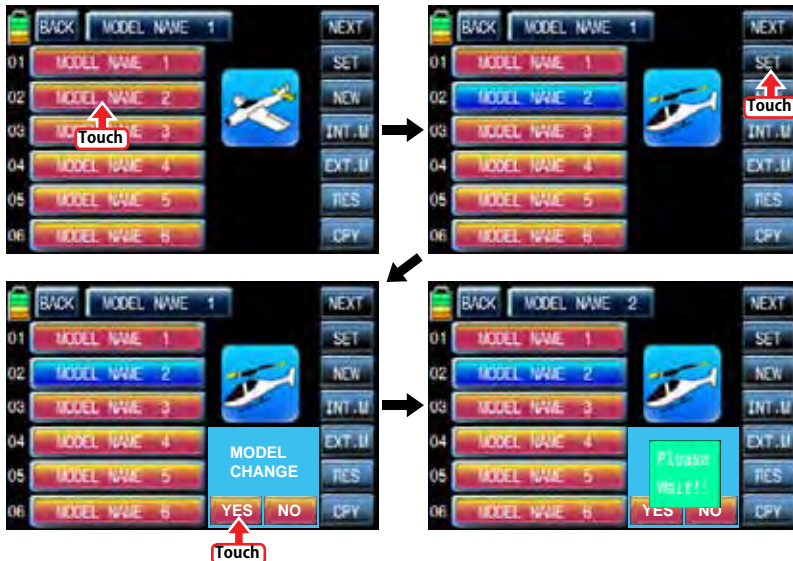 BACK MODEL NAME 1 NEXT
01 MODEL NAME 1 SET
02 MODEL NAME 2 NEW
03 MODEL NAME 3 INT.M
Touch
04 MODEL NAME 4 EXT.M
05 MODEL NAME 5 RES
06 MODEL NAME 6 CPY
BACK MODEL NAME 1 NEXT
01 MODEL NAME 1 SET
02 MODEL NAME 2
Touch
03 MODEL NAME 3 INT.M
04 MODEL NAME 4 EXT.M
05 MODEL NAME 5 RES
06 MODEL NAME 6 CPY
BACK MODEL NAME 1 NEXT
01 MODEL NAME 1 SET
02 MODEL NAME 2 NEW
03 MODEL NAME 3 INT.M
04 MODEL NAME 4 EXT.M
MODEL
CHANGE
05 MODEL NAME 5 RES
06 MODEL NAME 6 YES NO CPY
Touch
BACK MODEL NAME 2 NEXT
01 MODEL NAME 1 SET
02 MODEL NAME 2 NEW
03 MODEL NAME 3 INT.M
04 MODEL NAME 4 EXT.M
Please
Wait!!
05 MODEL NAME 5 RES
06 MODEL NAME 6 YES NO CPY